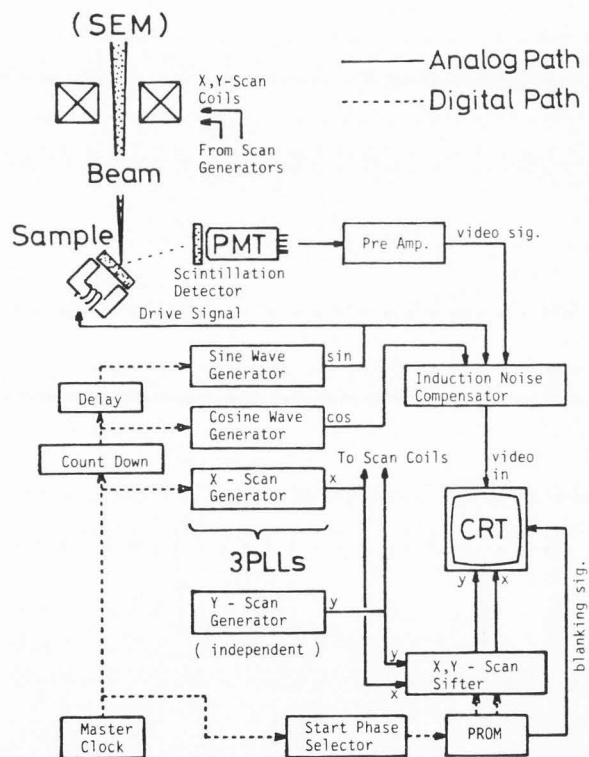 (SEM)
Analog Path
Digital Path
X,Y-Scan
Coils
From Scan
Generators
Beam
Sample
PMT
Pre Amp.
video sig.
Scintillation
Detector
Drive Signal
Sine Wave
Generator
sin
Delay
Cosine Wave
Generator
cos
Induction Noise
Compensator
Count Down
To Scan Coils
video
in
X - Scan
Generator
x
CRT
3PLLs
y
x
Y - Scan
Generator
y
( independent )
blanking sig.
y
x
X,Y - Scan
Sifter
Master
Clock
Start Phase
Selector
PROM